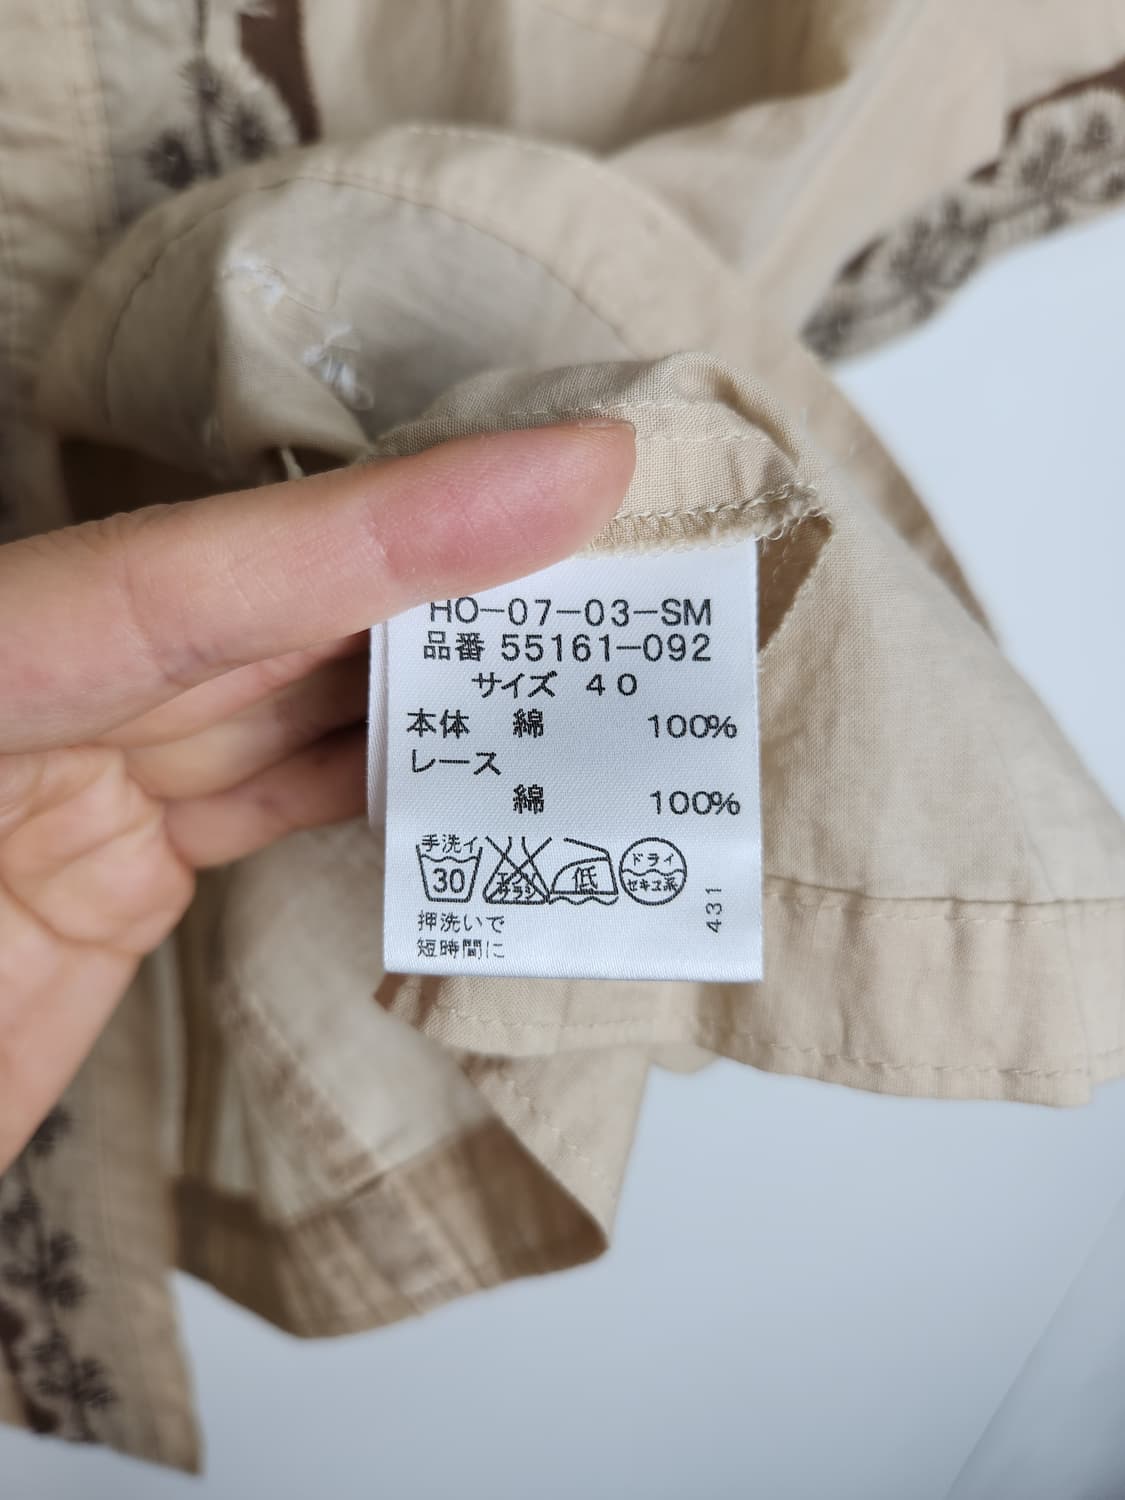 HO-07-03-SM
品番 55161-092
サイズ 40
本体 綿 100%
レース
綿 100%
手洗イ 30 エンソサラシ 低 ドライ セキユ系
押洗いで
短時間に
431